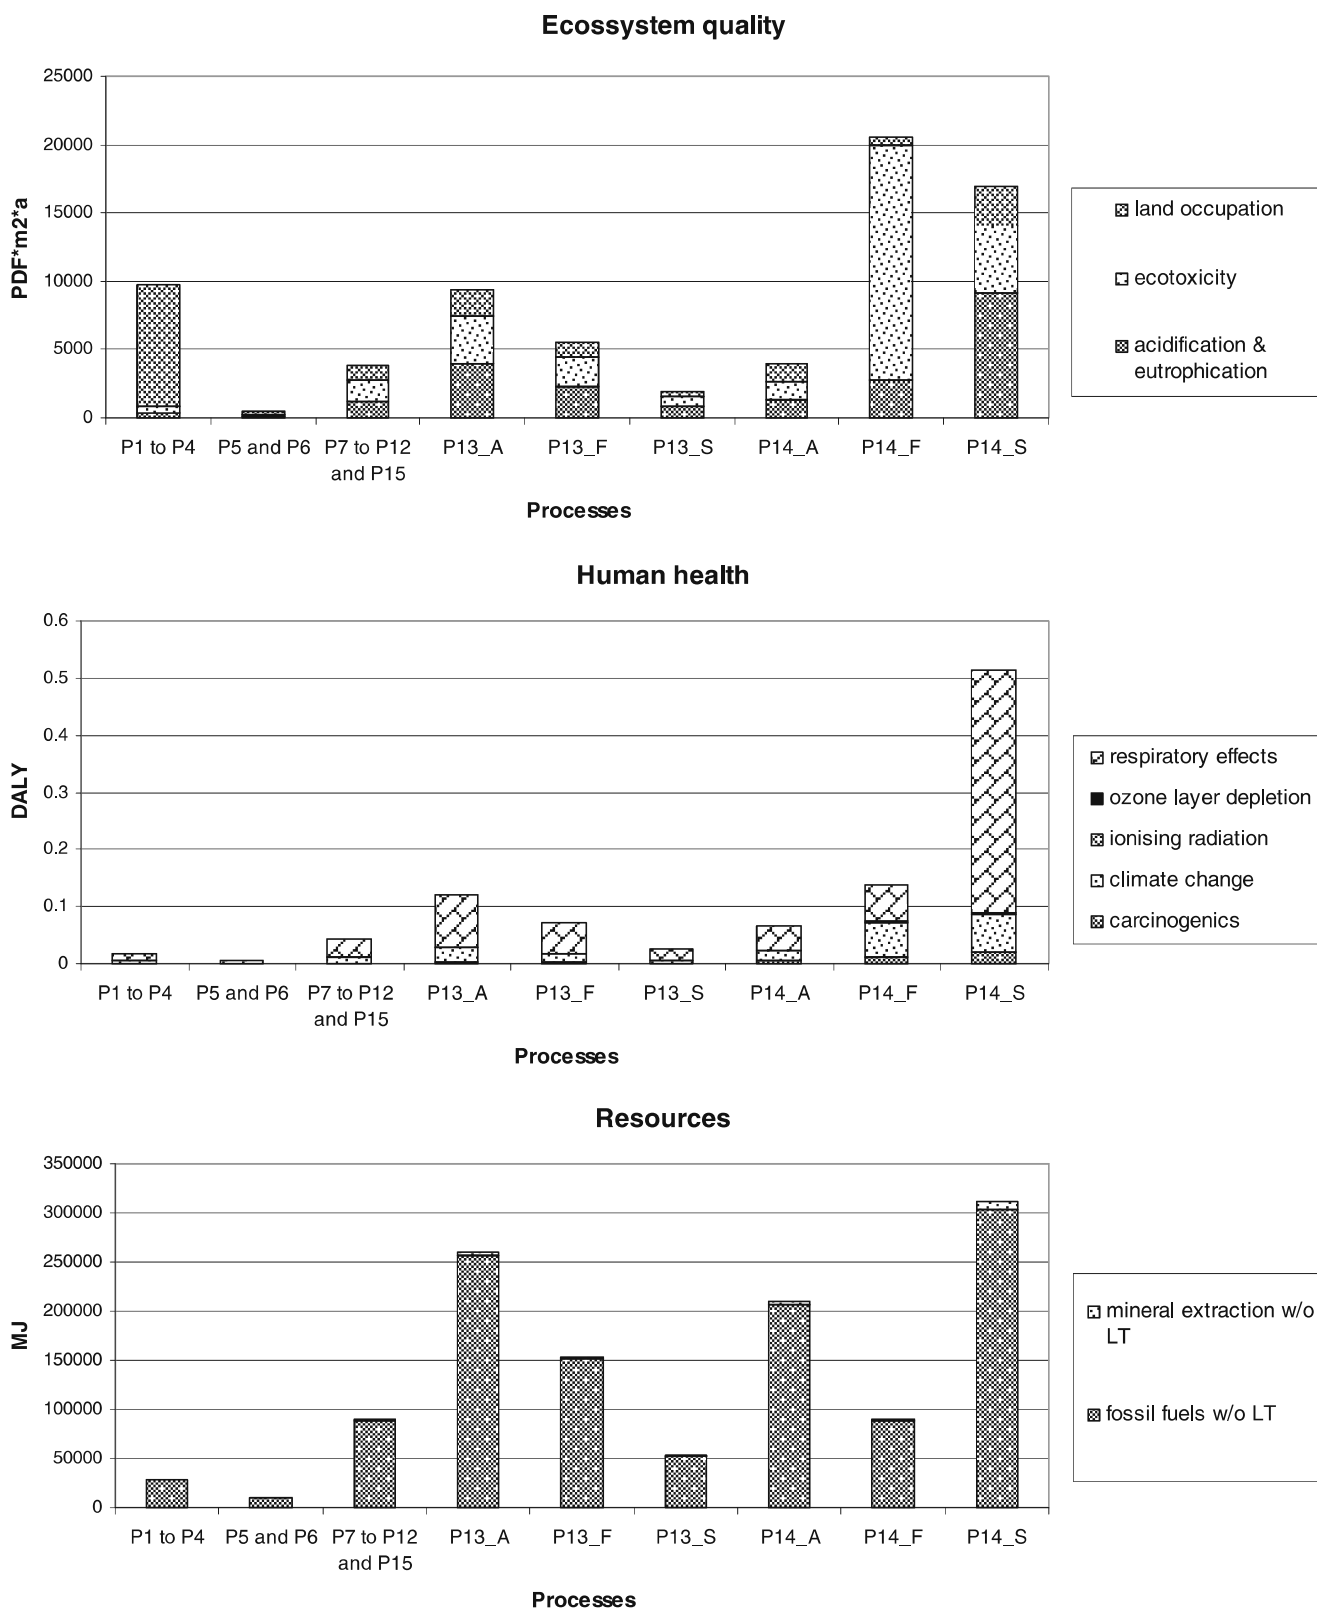 Ecossystem quality
25000
20000
15000
10000
5000
0
PDF*m2*a
P1 to P4
P5 and P6
P7 to P12
and P15
P13_A
P13_F
P13_S
P14_A
P14_F
P14_S
Processes
land occupation
ecotoxicity
acidification &
eutrophication
Human health
0.6
0.5
0.4
0.3
0.2
0.1
0
DALY
P1 to P4
P5 and P6
P7 to P12
and P15
P13_A
P13_F
P13_S
P14_A
P14_F
P14_S
Processes
respiratory effects
ozone layer depletion
ionising radiation
climate change
carcinogenics
Resources
350000
300000
250000
200000
150000
100000
50000
0
MJ
P1 to P4
P5 and P6
P7 to P12
and P15
P13_A
P13_F
P13_S
P14_A
P14_F
P14_S
Processes
mineral extraction w/o
LT
fossil fuels w/o LT